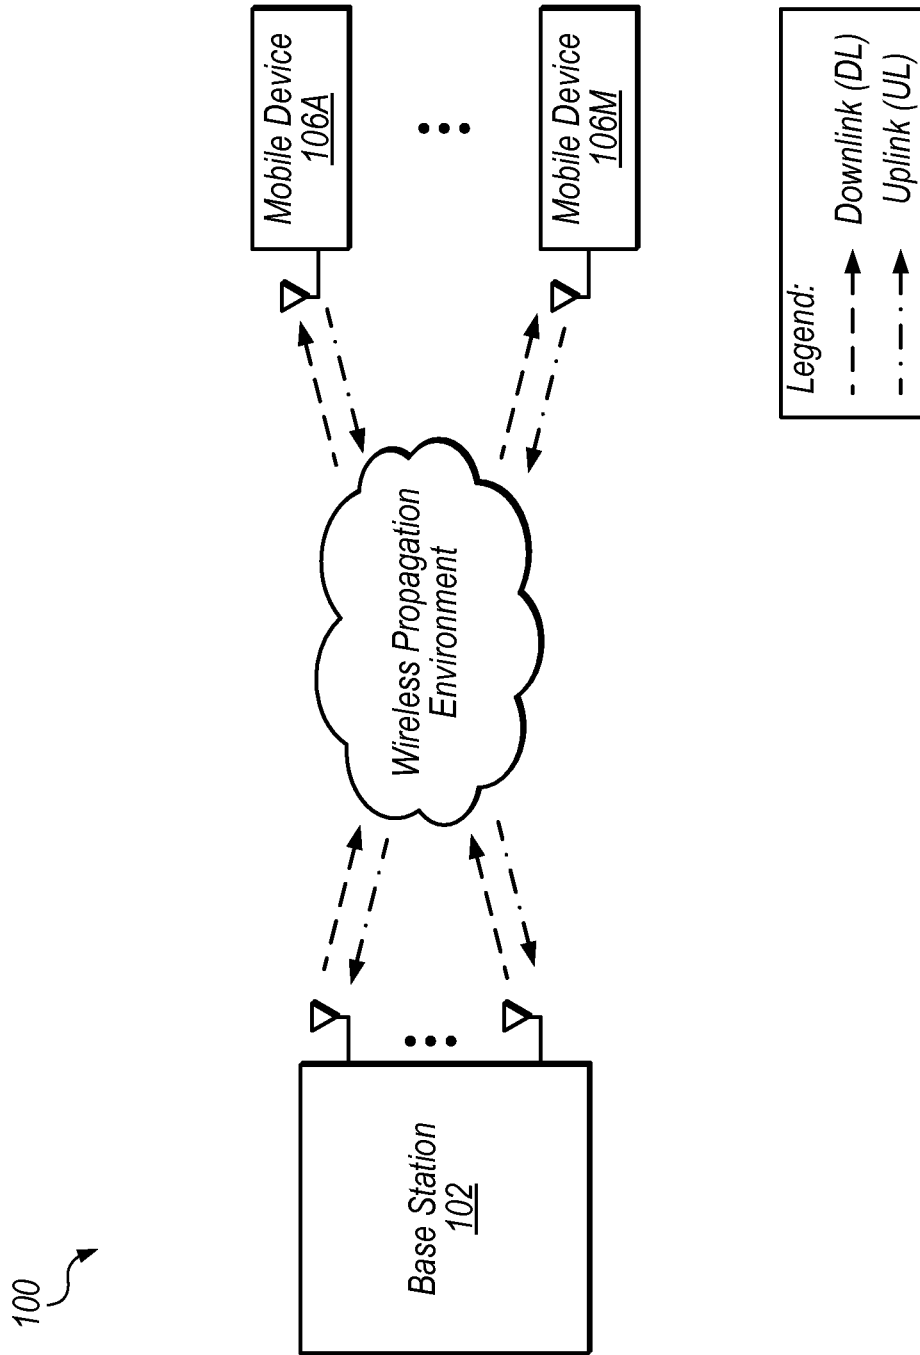 100
Base Station
102
Wireless Propagation
Environment
Mobile Device
106A
Mobile Device
106M
Legend:
Downlink (DL)
Uplink (UL)